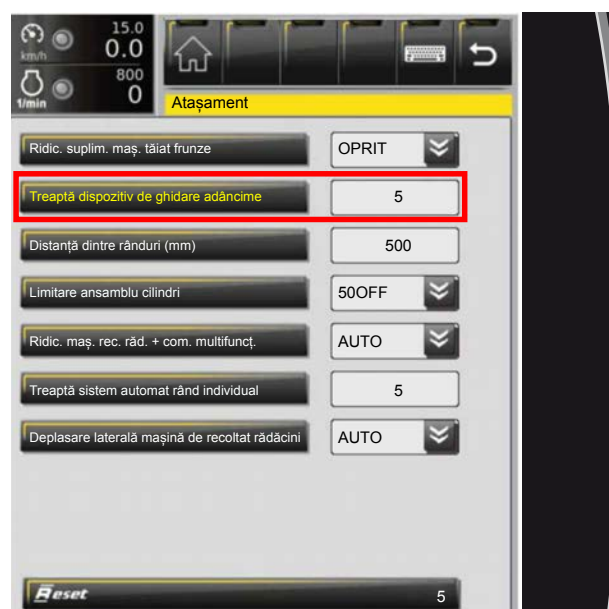 15.0
km/h 0.0
800
1/min 0
Atașament
Ridic. suplim. maș. tăiat frunze OPRIT
Treaptă dispozitiv de ghidare adâncime 5
Distanță dintre rânduri (mm) 500
Limitare ansamblu cilindri 50OFF
Ridic. maș. rec. răd. + com. multifuncț. AUTO
Treaptă sistem automat rând individual 5
Deplasare laterală mașină de recoltat rădăcini AUTO
Reset 5